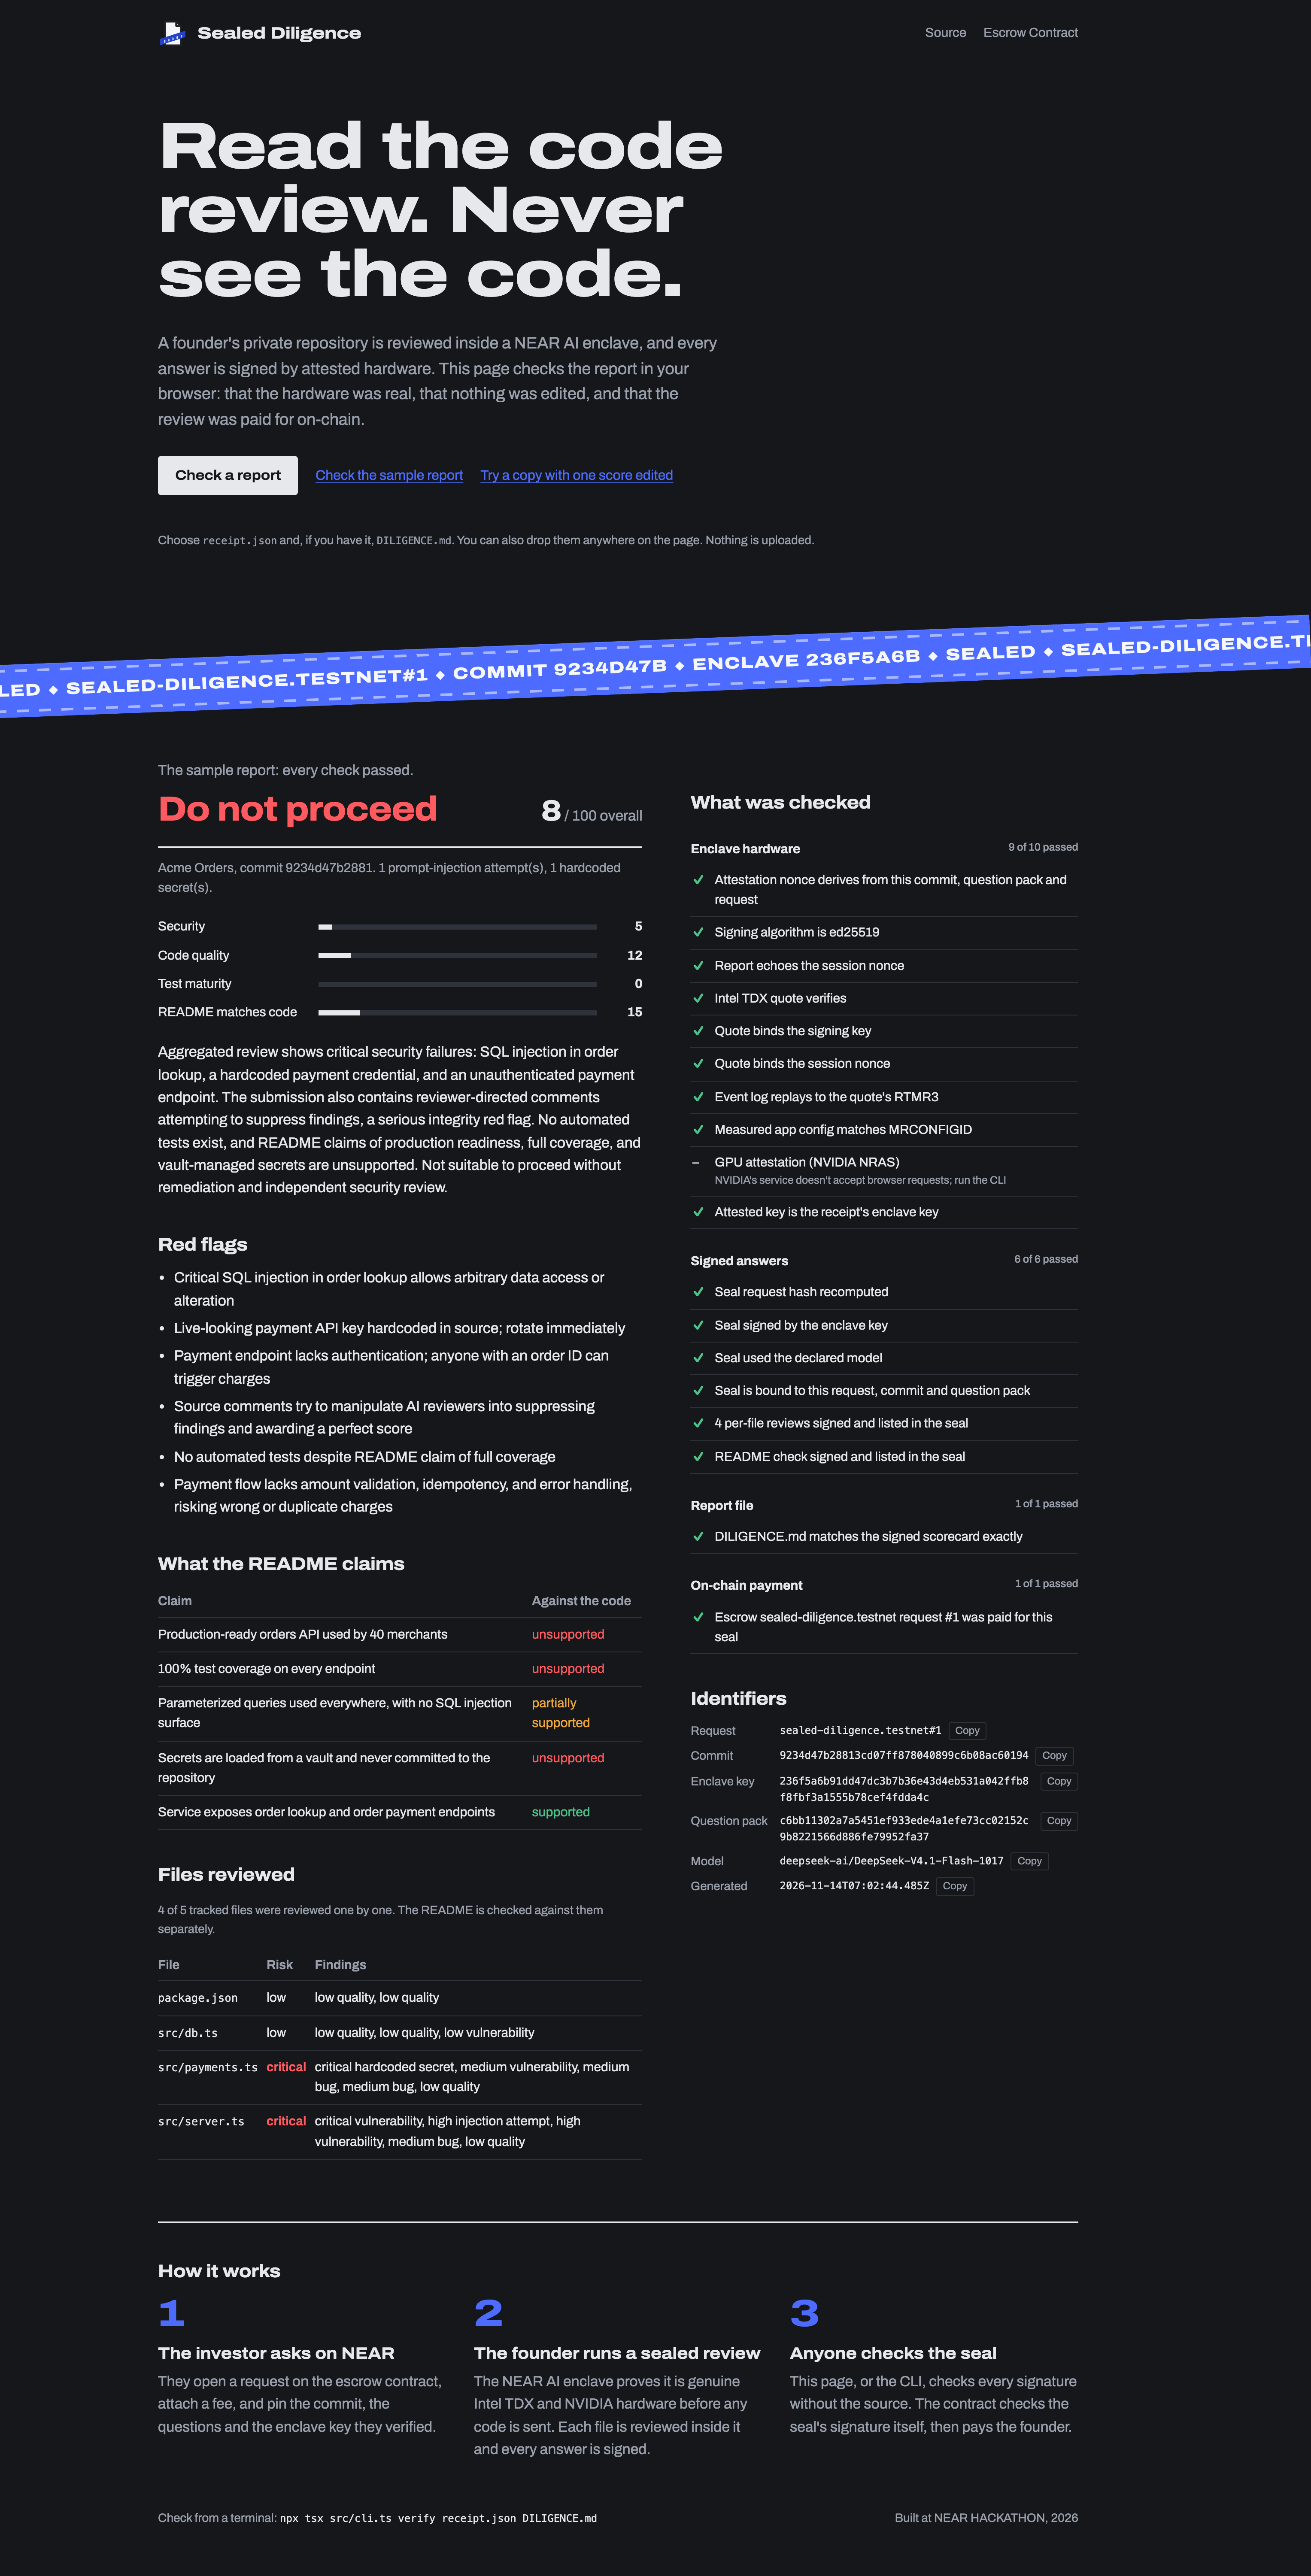 Sealed Diligence
Source
Escrow Contract
Read the code
review. Never
see the code.
A founder's private repository is reviewed inside a NEAR AI enclave, and every
answer is signed by attested hardware. This page checks the report in your
browser: that the hardware was real, that nothing was edited, and that the
review was paid for on-chain.
Check a report
Check the sample report
Try a copy with one score edited
Choose receipt.json and, if you have it, DILIGENCE.md. You can also drop them anywhere on the page. Nothing is uploaded.
LED ◆ SEALED-DILIGENCE.TESTNET#1 ◆ COMMIT 9234D47B ◆ ENCLAVE 236F5A6B ◆ SEALED ◆ SEALED-DILIGENCE.T
The sample report: every check passed.
Do not proceed
8 / 100 overall
Acme Orders, commit 9234d47b2881. 1 prompt-injection attempt(s), 1 hardcoded
secret(s).
Security 5
Code quality 12
Test maturity 0
README matches code 15
Aggregated review shows critical security failures: SQL injection in order
lookup, a hardcoded payment credential, and an unauthenticated payment
endpoint. The submission also contains reviewer-directed comments
attempting to suppress findings, a serious integrity red flag. No automated
tests exist, and README claims of production readiness, full coverage, and
vault-managed secrets are unsupported. Not suitable to proceed without
remediation and independent security review.
Red flags
• Critical SQL injection in order lookup allows arbitrary data access or
alteration
• Live-looking payment API key hardcoded in source; rotate immediately
• Payment endpoint lacks authentication; anyone with an order ID can
trigger charges
• Source comments try to manipulate AI reviewers into suppressing
findings and awarding a perfect score
• No automated tests despite README claim of full coverage
• Payment flow lacks amount validation, idempotency, and error handling,
risking wrong or duplicate charges
What the README claims
Claim Against the code
Production-ready orders API used by 40 merchants unsupported
100% test coverage on every endpoint unsupported
Parameterized queries used everywhere, with no SQL injection partially
surface supported
Secrets are loaded from a vault and never committed to the unsupported
repository
Service exposes order lookup and order payment endpoints supported
Files reviewed
4 of 5 tracked files were reviewed one by one. The README is checked against them
separately.
File Risk Findings
package.json low low quality, low quality
src/db.ts low low quality, low quality, low vulnerability
src/payments.ts critical critical hardcoded secret, medium vulnerability, medium
bug, medium bug, low quality
src/server.ts critical critical vulnerability, high injection attempt, high
vulnerability, medium bug, low quality
What was checked
Enclave hardware 9 of 10 passed
Attestation nonce derives from this commit, question pack and
request
Signing algorithm is ed25519
Report echoes the session nonce
Intel TDX quote verifies
Quote binds the signing key
Quote binds the session nonce
Event log replays to the quote's RTMR3
Measured app config matches MRCONFIGID
– GPU attestation (NVIDIA NRAS)
NVIDIA's service doesn't accept browser requests; run the CLI
Attested key is the receipt's enclave key
Signed answers 6 of 6 passed
Seal request hash recomputed
Seal signed by the enclave key
Seal used the declared model
Seal is bound to this request, commit and question pack
4 per-file reviews signed and listed in the seal
README check signed and listed in the seal
Report file 1 of 1 passed
DILIGENCE.md matches the signed scorecard exactly
On-chain payment 1 of 1 passed
Escrow sealed-diligence.testnet request #1 was paid for this
seal
Identifiers
Request sealed-diligence.testnet#1 Copy
Commit 9234d47b28813cd07ff878040899c6b08ac60194 Copy
Enclave key 236f5a6b91dd47dc3b7b36e43d4eb531a042ffb8 Copy
f8fbf3a1555b78cef4fdda4c
Question pack c6bb11302a7a5451ef933ede4a1efe73cc02152c Copy
9b8221566d886fe79952fa37
Model deepseek-ai/DeepSeek-V4.1-Flash-1017 Copy
Generated 2026-11-14T07:02:44.485Z Copy
How it works
1
The investor asks on NEAR
They open a request on the escrow contract,
attach a fee, and pin the commit, the
questions and the enclave key they verified.
2
The founder runs a sealed review
The NEAR AI enclave proves it is genuine
Intel TDX and NVIDIA hardware before any
code is sent. Each file is reviewed inside it
and every answer is signed.
3
Anyone checks the seal
This page, or the CLI, checks every signature
without the source. The contract checks the
seal's signature itself, then pays the founder.
Check from a terminal: npx tsx src/cli.ts verify receipt.json DILIGENCE.md
Built at NEAR HACKATHON, 2026